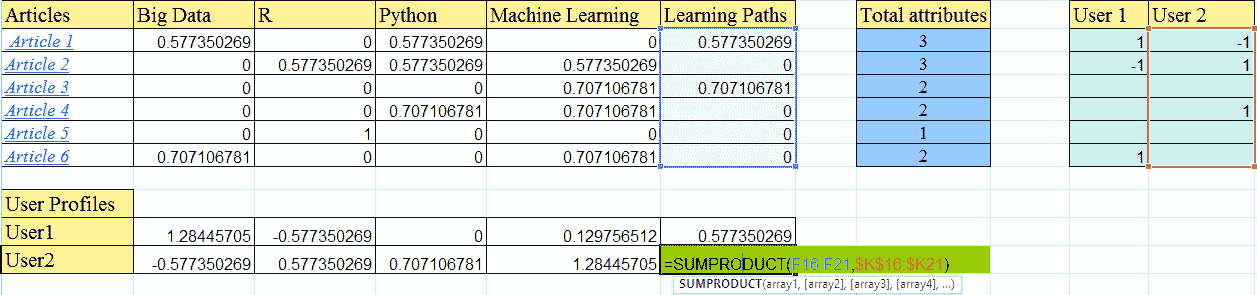 Articles Big Data R Python Machine Learning Learning Paths Total attributes User 1 User 2
Article 1 0.577350269 0 0.577350269 0 0.577350269 3 1 -1
Article 2 0 0.577350269 0.577350269 0.577350269 0 3 -1 1
Article 3 0 0 0 0.707106781 0.707106781 2
Article 4 0 0 0.707106781 0.707106781 0 2 1
Article 5 0 1 0 0 0 1
Article 6 0.707106781 0 0 0.707106781 0 2 1
User Profiles
User1 1.28445705 -0.577350269 0 0.129756512 0.577350269
User2 -0.577350269 0.577350269 0.707106781 1.28445705 =SUMPRODUCT(F16:F21,$K$16:$K21)
SUMPRODUCT(array1, [array2], [array3], [array4], ...)